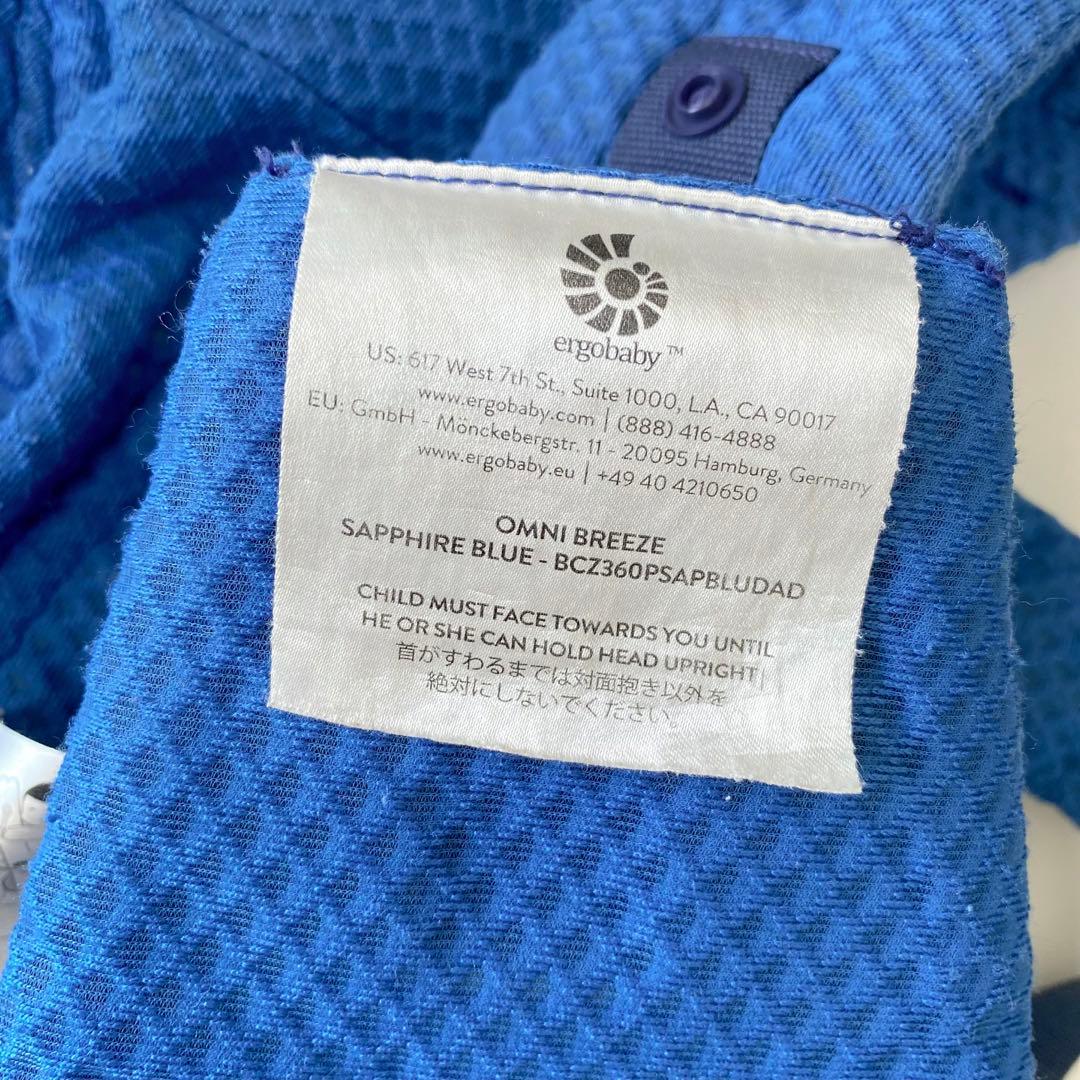 ergobaby™
US: 617 West 7th St., Suite 1000, L.A., CA 90017
www.ergobaby.com | (888) 416-4888
EU: GmbH - Mönckebergstr. 11 - 20095 Hamburg, Germany
www.ergobaby.eu | +49 40 4210650
OMNI BREEZE
SAPPHIRE BLUE - BCZ360PSAPBLUDAD
CHILD MUST FACE TOWARDS YOU UNTIL
HE OR SHE CAN HOLD HEAD UPRIGHT|
首がすわるまでは対面抱き以外を
絶対にしないでください。